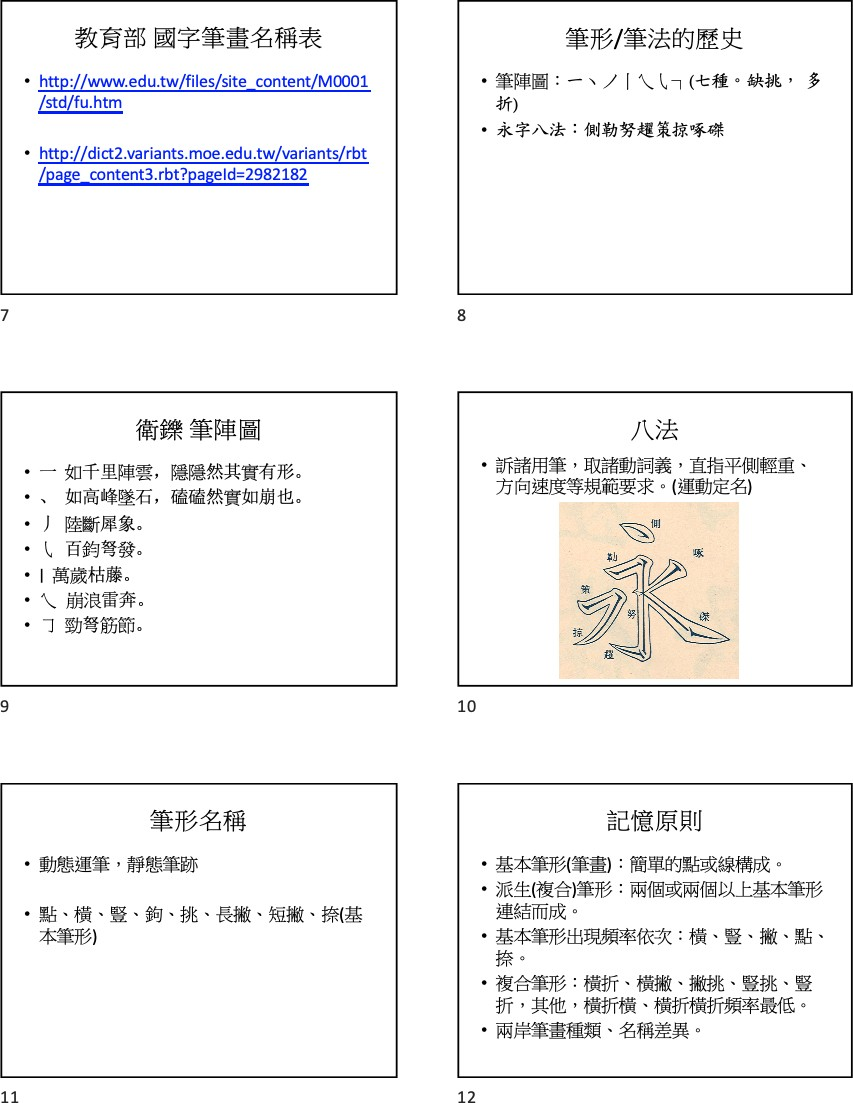 教育部 國字筆畫名稱表
• http://www.edu.tw/files/site_content/M0001
/std/fu.htm
• http://dict2.variants.moe.edu.tw/variants/rbt
/page_content3.rbt?pageId=2982182
7
筆形/筆法的歷史
• 筆陣圖：一丶ノ丨乀㇂㇕(七種。缺挑， 多
折)
• 永字八法：側勒努趯策掠啄磔
8
衛鑠 筆陣圖
• 一 如千里陣雲，隱隱然其實有形。
• 、 如高峰墜石，磕磕然實如崩也。
• 丿 陸斷犀象。
• ㇂ 百鈞弩發。
• 丨 萬歲枯藤。
• ㇏ 崩浪雷奔。
• ㇆ 勁弩筋節。
9
八法
• 訴諸用筆，取諸動詞義，直指平側輕重、
方向速度等規範要求。(運動定名)
側
勒
啄
策
努
磔
掠
趯
10
筆形名稱
• 動態運筆，靜態筆跡
• 點、橫、豎、鉤、挑、長撇、短撇、捺(基
本筆形)
11
記憶原則
• 基本筆形(筆畫)：簡單的點或線構成。
• 派生(複合)筆形：兩個或兩個以上基本筆形
連結而成。
• 基本筆形出現頻率依次：橫、豎、撇、點、
捺。
• 複合筆形：橫折、橫撇、撇挑、豎挑、豎
折，其他，橫折橫、橫折橫折頻率最低。
• 兩岸筆畫種類、名稱差異。
12